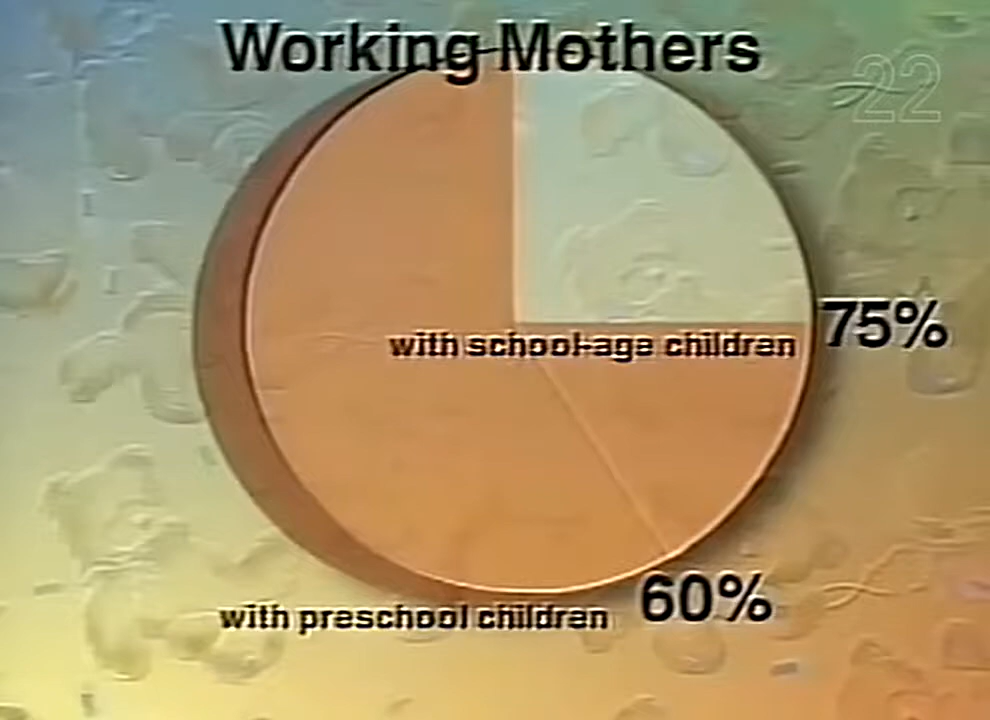 Working Mothers
22
with school-age children 75%
with preschool children 60%